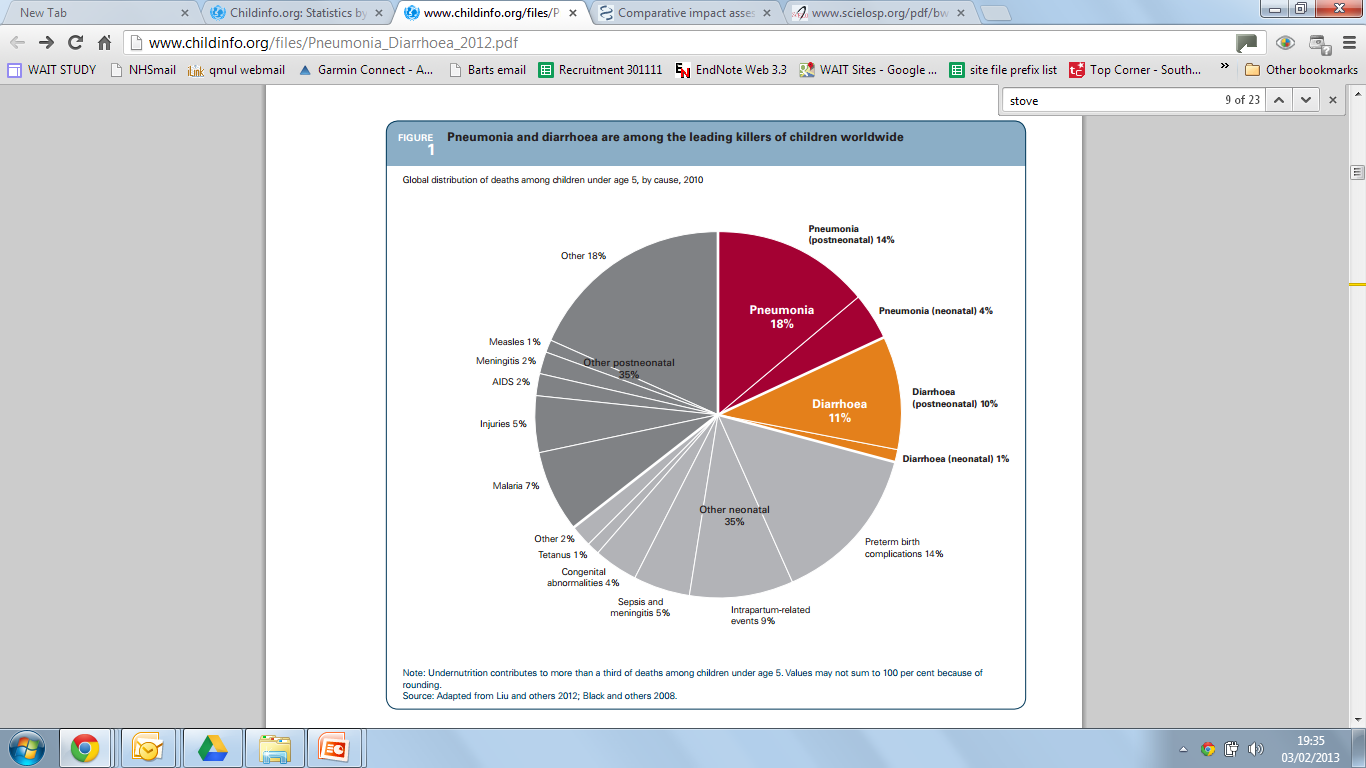 New Tab
Childinfo.org: Statistics by
www.childinfo.org/files/P
Comparative impact asses
www.scielosp.org/pdf/bw
www.childinfo.org/files/Pneumonia_Diarrhoea_2012.pdf
WAIT STUDY
NHSmail
iLink qmul webmail
Garmin Connect - A...
Barts email
Recruitment 301111
EN EndNote Web 3.3
WAIT Sites - Google ...
site file prefix list
tc Top Corner - South...
»
Other bookmarks
stove 9 of 23
FIGURE 1
Pneumonia and diarrhoea are among the leading killers of children worldwide
Global distribution of deaths among children under age 5, by cause, 2010
Pneumonia
(postneonatal) 14%
Pneumonia (neonatal) 4%
Pneumonia
18%
Diarrhoea
(postneonatal) 10%
Diarrhoea
11%
Diarrhoea (neonatal) 1%
Preterm birth
complications 14%
Intrapartum-related
events 9%
Other neonatal
35%
Sepsis and
meningitis 5%
Congenital
abnormalities 4%
Tetanus 1%
Other 2%
Malaria 7%
Injuries 5%
AIDS 2%
Meningitis 2%
Measles 1%
Other postneonatal
35%
Other 18%
Note: Undernutrition contributes to more than a third of deaths among children under age 5. Values may not sum to 100 per cent because of
rounding.
Source: Adapted from Liu and others 2012; Black and others 2008.
19:35
03/02/2013